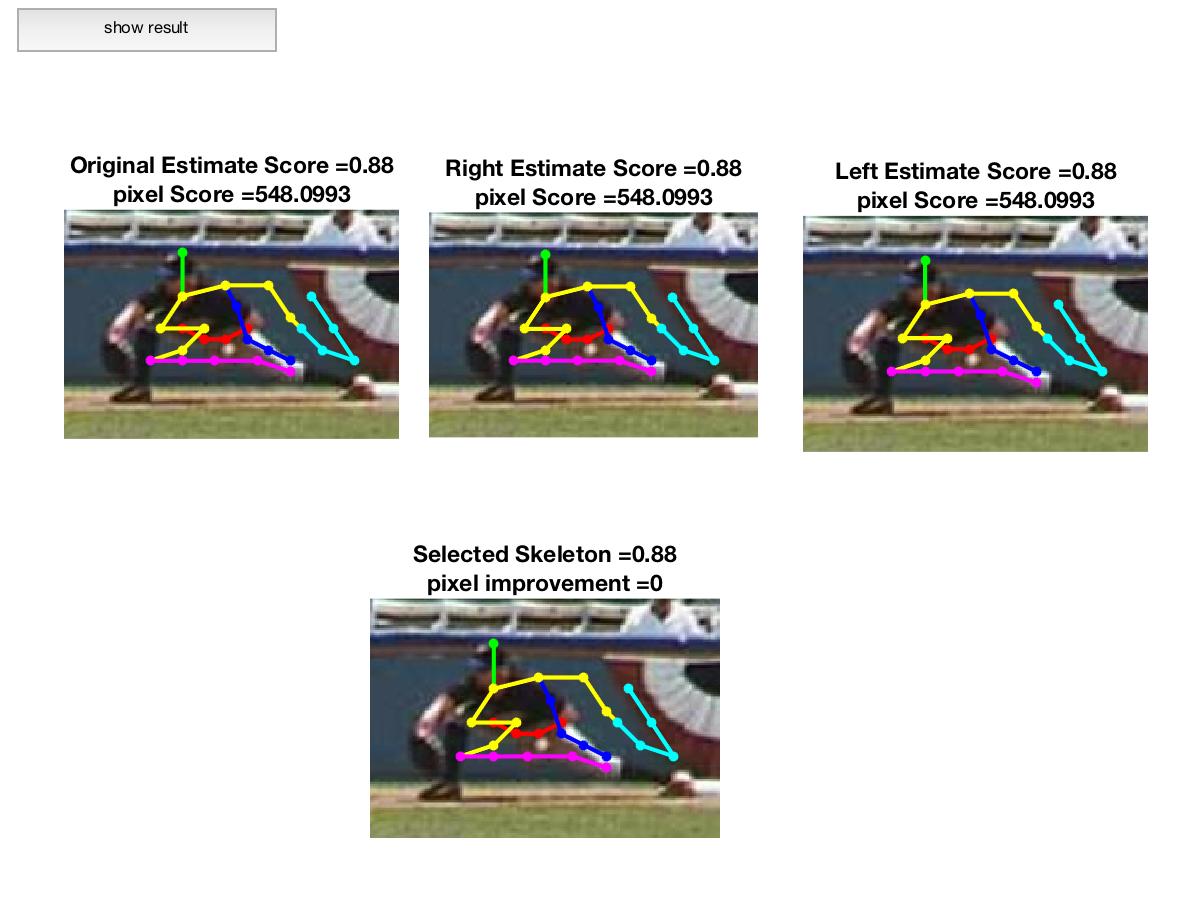 show result
Original Estimate Score =0.88
pixel Score =548.0993
Right Estimate Score =0.88
pixel Score =548.0993
Left Estimate Score =0.88
pixel Score =548.0993
Selected Skeleton =0.88
pixel improvement =0